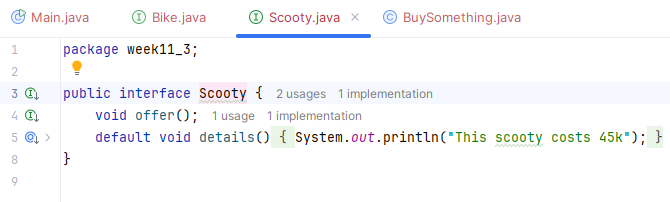 Main.java Bike.java Scooty.java × BuySomething.java
1 package week11_3;
2
3 public interface Scooty { 2 usages 1 implementation
4 void offer(); 1 usage 1 implementation
5 default void details() { System.out.println("This scooty costs 45k"); }
8 }
9